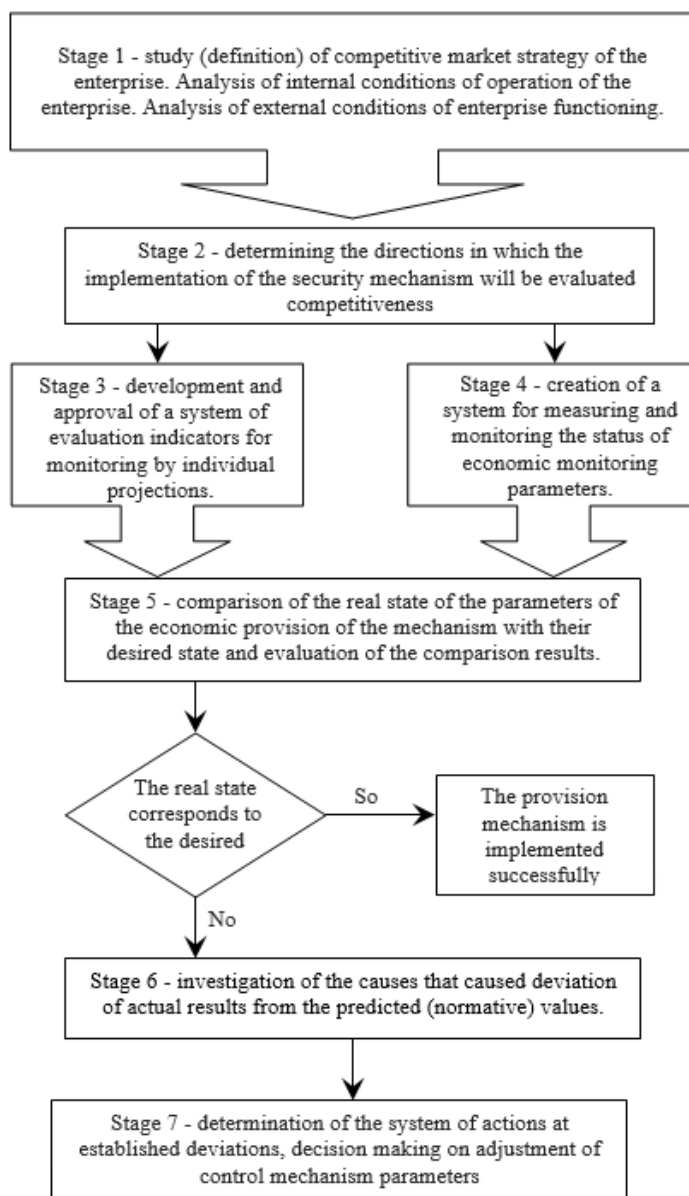 Stage 1 - study (definition) of competitive market strategy of the
enterprise. Analysis of internal conditions of operation of the
enterprise. Analysis of external conditions of enterprise functioning.
Stage 2 - determining the directions in which the
implementation of the security mechanism will be evaluated
competitiveness
Stage 3 - development and
approval of a system of
evaluation indicators for
monitoring by individual
projections.
Stage 4 - creation of a
system for measuring and
monitoring the status of
economic monitoring
parameters.
Stage 5 - comparison of the real state of the parameters of
the economic provision of the mechanism with their
desired state and evaluation of the comparison results.
The real state
corresponds to
the desired
So
The provision
mechanism is
implemented
successfully
No
Stage 6 - investigation of the causes that caused deviation
of actual results from the predicted (normative) values.
Stage 7 - determination of the system of actions at
established deviations, decision making on adjustment of
control mechanism parameters